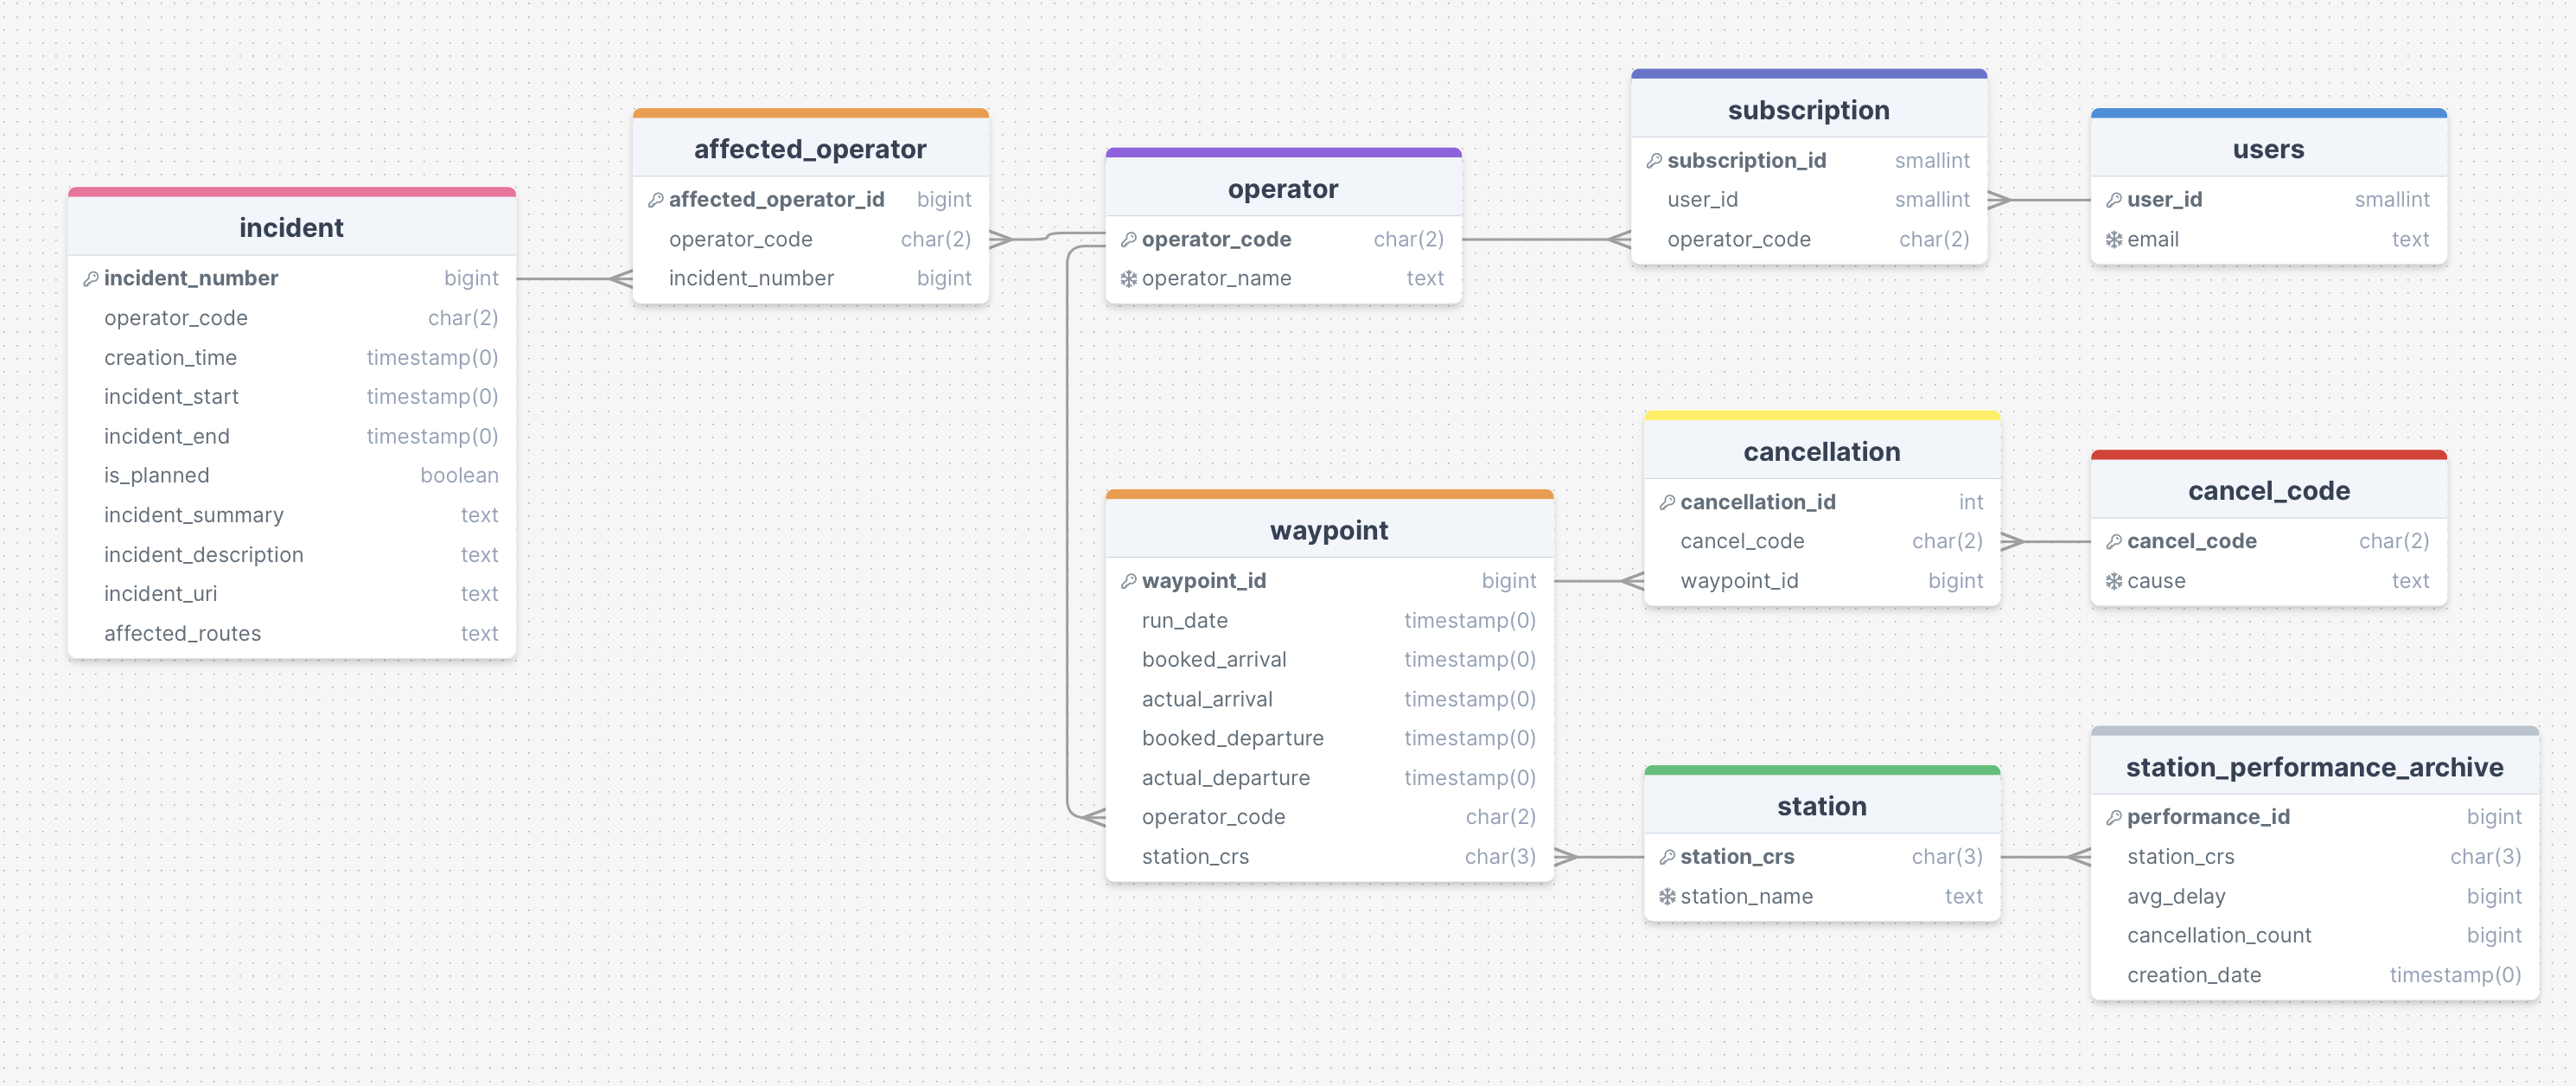 incident
incident_number bigint
operator_code char(2)
creation_time timestamp(0)
incident_start timestamp(0)
incident_end timestamp(0)
is_planned boolean
incident_summary text
incident_description text
incident_uri text
affected_routes text
affected_operator
affected_operator_id bigint
operator_code char(2)
incident_number bigint
operator
operator_code char(2)
operator_name text
subscription
subscription_id smallint
user_id smallint
operator_code char(2)
users
user_id smallint
email text
waypoint
waypoint_id bigint
run_date timestamp(0)
booked_arrival timestamp(0)
actual_arrival timestamp(0)
booked_departure timestamp(0)
actual_departure timestamp(0)
operator_code char(2)
station_crs char(3)
cancellation
cancellation_id int
cancel_code char(2)
waypoint_id bigint
cancel_code
cancel_code char(2)
cause text
station
station_crs char(3)
station_name text
station_performance_archive
performance_id bigint
station_crs char(3)
avg_delay bigint
cancellation_count bigint
creation_date timestamp(0)